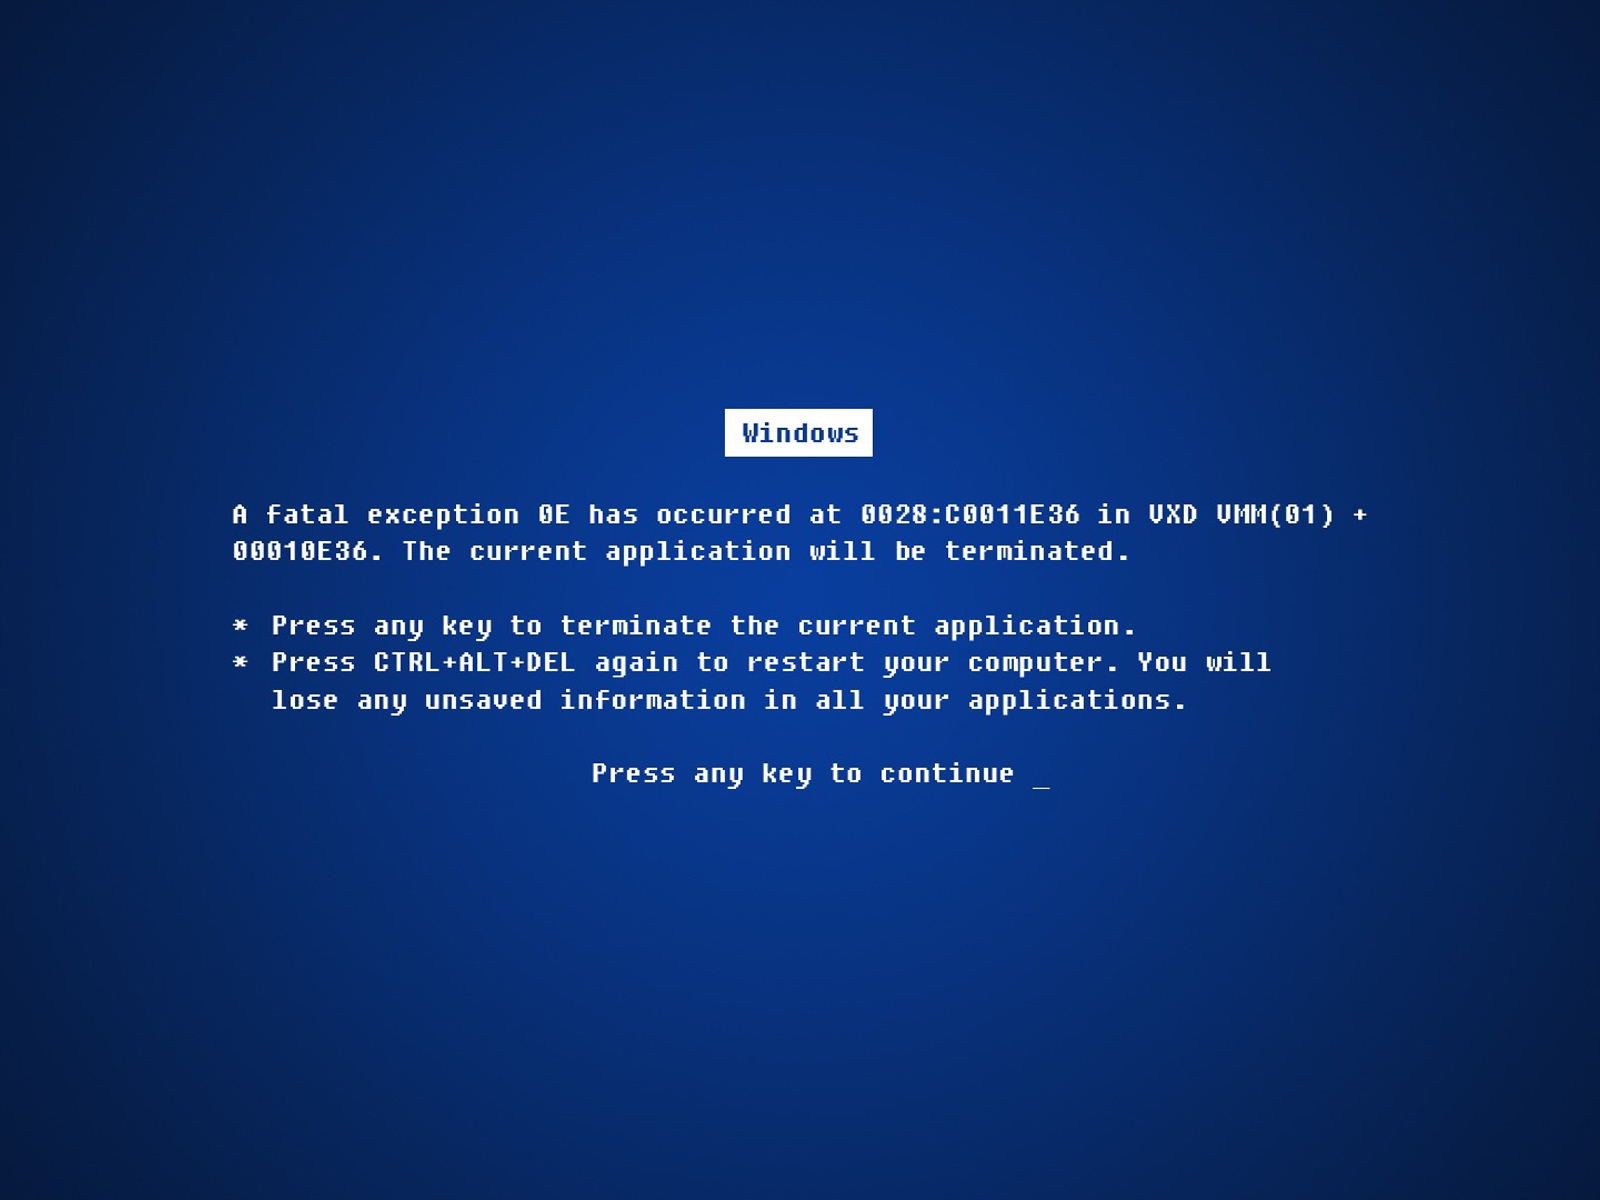 Windows
A fatal exception 0E has occurred at 0028:C0011E36 in VXD VMM(01) +
00010E36. The current application will be terminated.
* Press any key to terminate the current application.
* Press CTRL+ALT+DEL again to restart your computer. You will
lose any unsaved information in all your applications.
Press any key to continue _